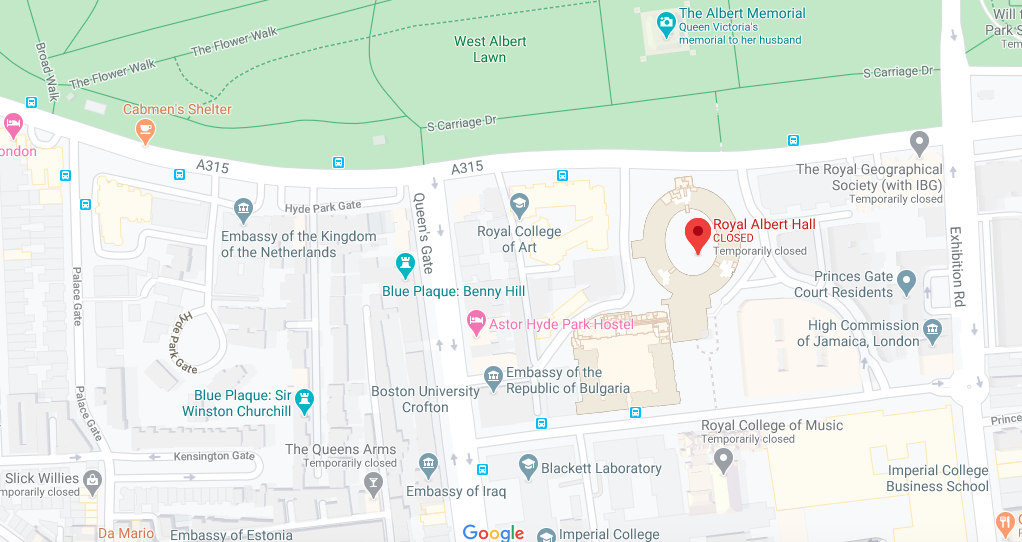 The Albert Memorial
Queen Victoria's
memorial to her husband
Will
Park S
Tem
West Albert
Lawn
The Flower Walk
The Flower Walk
Broad Walk
S Carriage Dr
S Carriage Dr
Cabmen's Shelter
ondon
A315
A315
The Royal Geographical
Society (with IBG)
Temporarily closed
Hyde Park Gate
Queen's Gate
Royal College
of Art
Royal Albert Hall
CLOSED
Temporarily closed
Embassy of the Kingdom
of the Netherlands
Exhibition Rd
Palace Gate
Blue Plaque: Benny Hill
Princes Gate
Court Residents
Hyde Park Gate
Astor Hyde Park Hostel
High Commission
of Jamaica, London
Embassy of the
Republic of Bulgaria
Boston University
Crofton
Blue Plaque: Sir
Winston Churchill
Palace Gate
Royal College of Music
Temporarily closed
Princes
The Queens Arms
Temporarily closed
Kensington Gate
Blackett Laboratory
Imperial College
Business School
Slick Willies
mporarily closed
Embassy of Iraq
Da Mario
Embassy of Estonia
Google
Imperial College